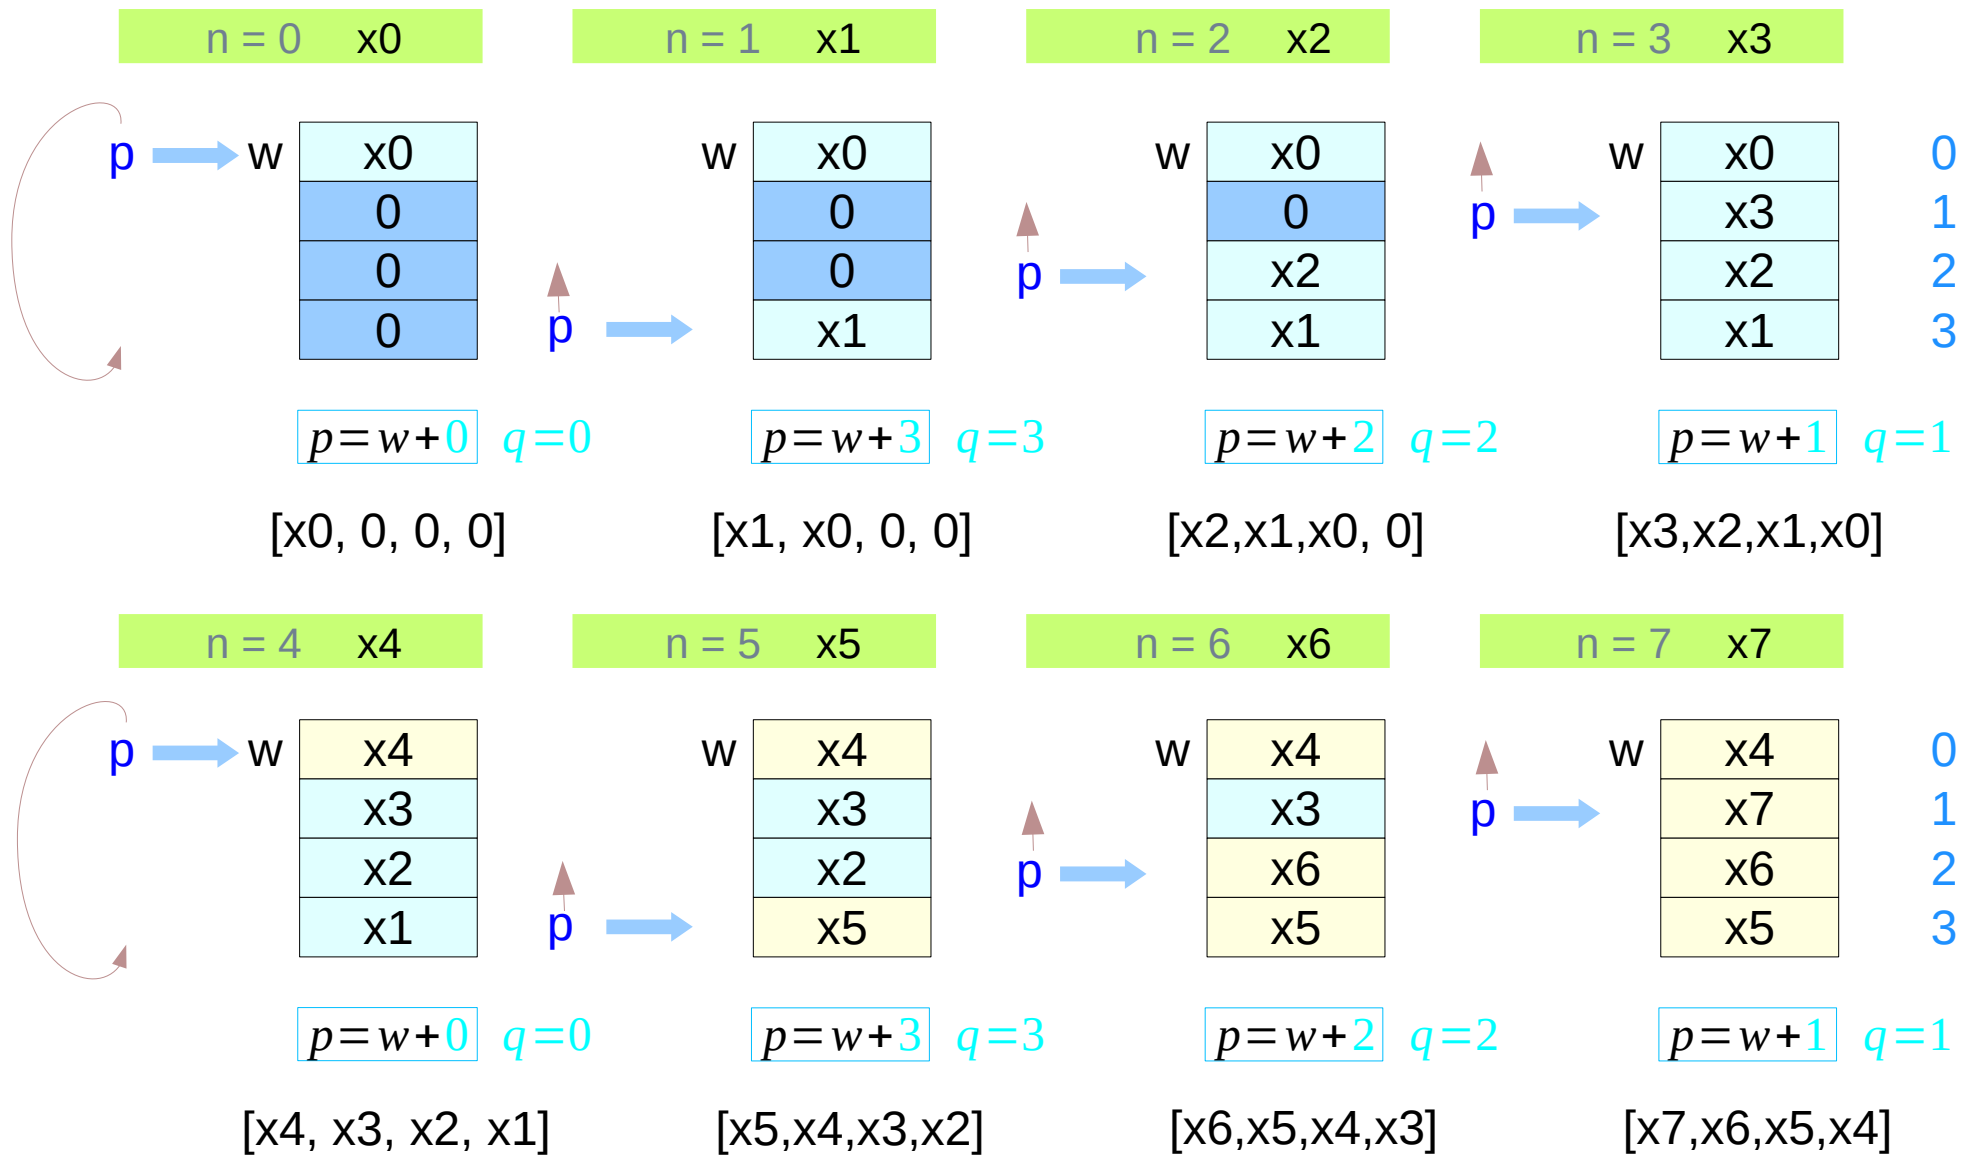 n = 0 x0 n = 1 x1 n = 2 x2 n = 3 x3
p w x0 w x0 w x0 w x0 0
0 0 0 p x3 1
0 0 p x2 x2 2
0 p x1 x1 x1 3
p=w+0 q=0 p=w+3 q=3 p=w+2 q=2 p=w+1 q=1
[x0, 0, 0, 0] [x1, x0, 0, 0] [x2,x1,x0, 0] [x3,x2,x1,x0]
n = 4 x4 n = 5 x5 n = 6 x6 n = 7 x7
p w x4 w x4 w x4 w x4 0
x3 x3 x3 p x7 1
x2 x2 p x6 x6 2
x1 p x5 x5 x5 3
p=w+0 q=0 p=w+3 q=3 p=w+2 q=2 p=w+1 q=1
[x4, x3, x2, x1] [x5,x4,x3,x2] [x6,x5,x4,x3] [x7,x6,x5,x4]